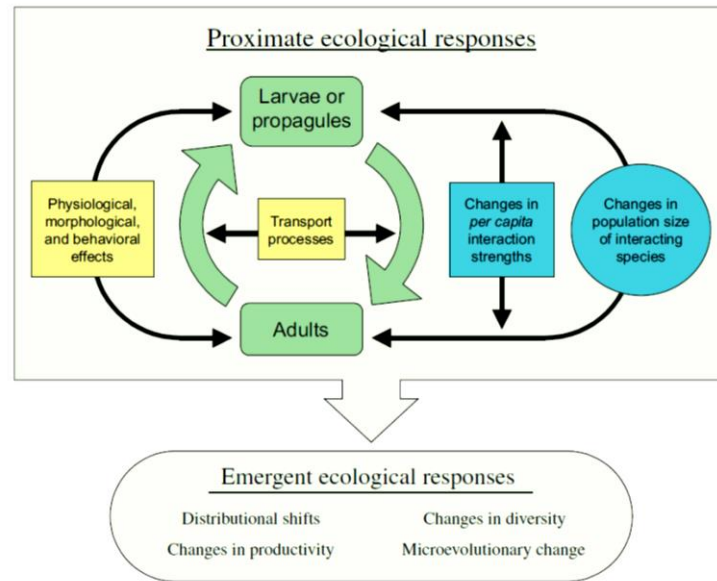 Proximate ecological responses
Larvae or
propagules
Physiological,
morphological,
and behavioral
effects
Transport
processes
Changes in
per capita
interaction
strengths
Changes in
population size
of interacting
species
Adults
Emergent ecological responses
Distributional shifts
Changes in diversity
Changes in productivity
Microevolutionary change